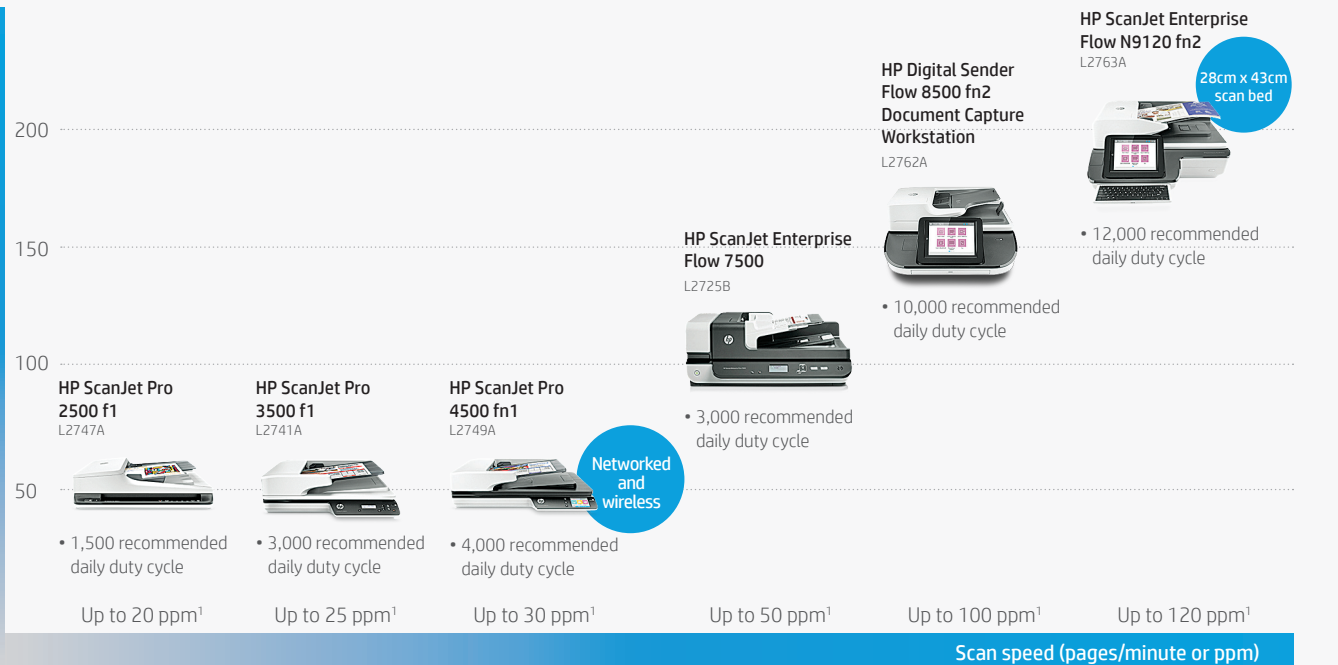 200
150
100
50
HP ScanJet Pro
2500 f1
L2747A
• 1,500 recommended
daily duty cycle
Up to 20 ppm1
HP ScanJet Pro
3500 f1
L2741A
• 3,000 recommended
daily duty cycle
Up to 25 ppm1
HP ScanJet Pro
4500 fn1
L2749A
Networked
and
wireless
• 4,000 recommended
daily duty cycle
Up to 30 ppm1
HP ScanJet Enterprise
Flow 7500
L2725B
• 3,000 recommended
daily duty cycle
Up to 50 ppm1
HP Digital Sender
Flow 8500 fn2
Document Capture
Workstation
L2762A
• 10,000 recommended
daily duty cycle
Up to 100 ppm1
HP ScanJet Enterprise
Flow N9120 fn2
L2763A
28cm x 43cm
scan bed
• 12,000 recommended
daily duty cycle
Up to 120 ppm1
Scan speed (pages/minute or ppm)